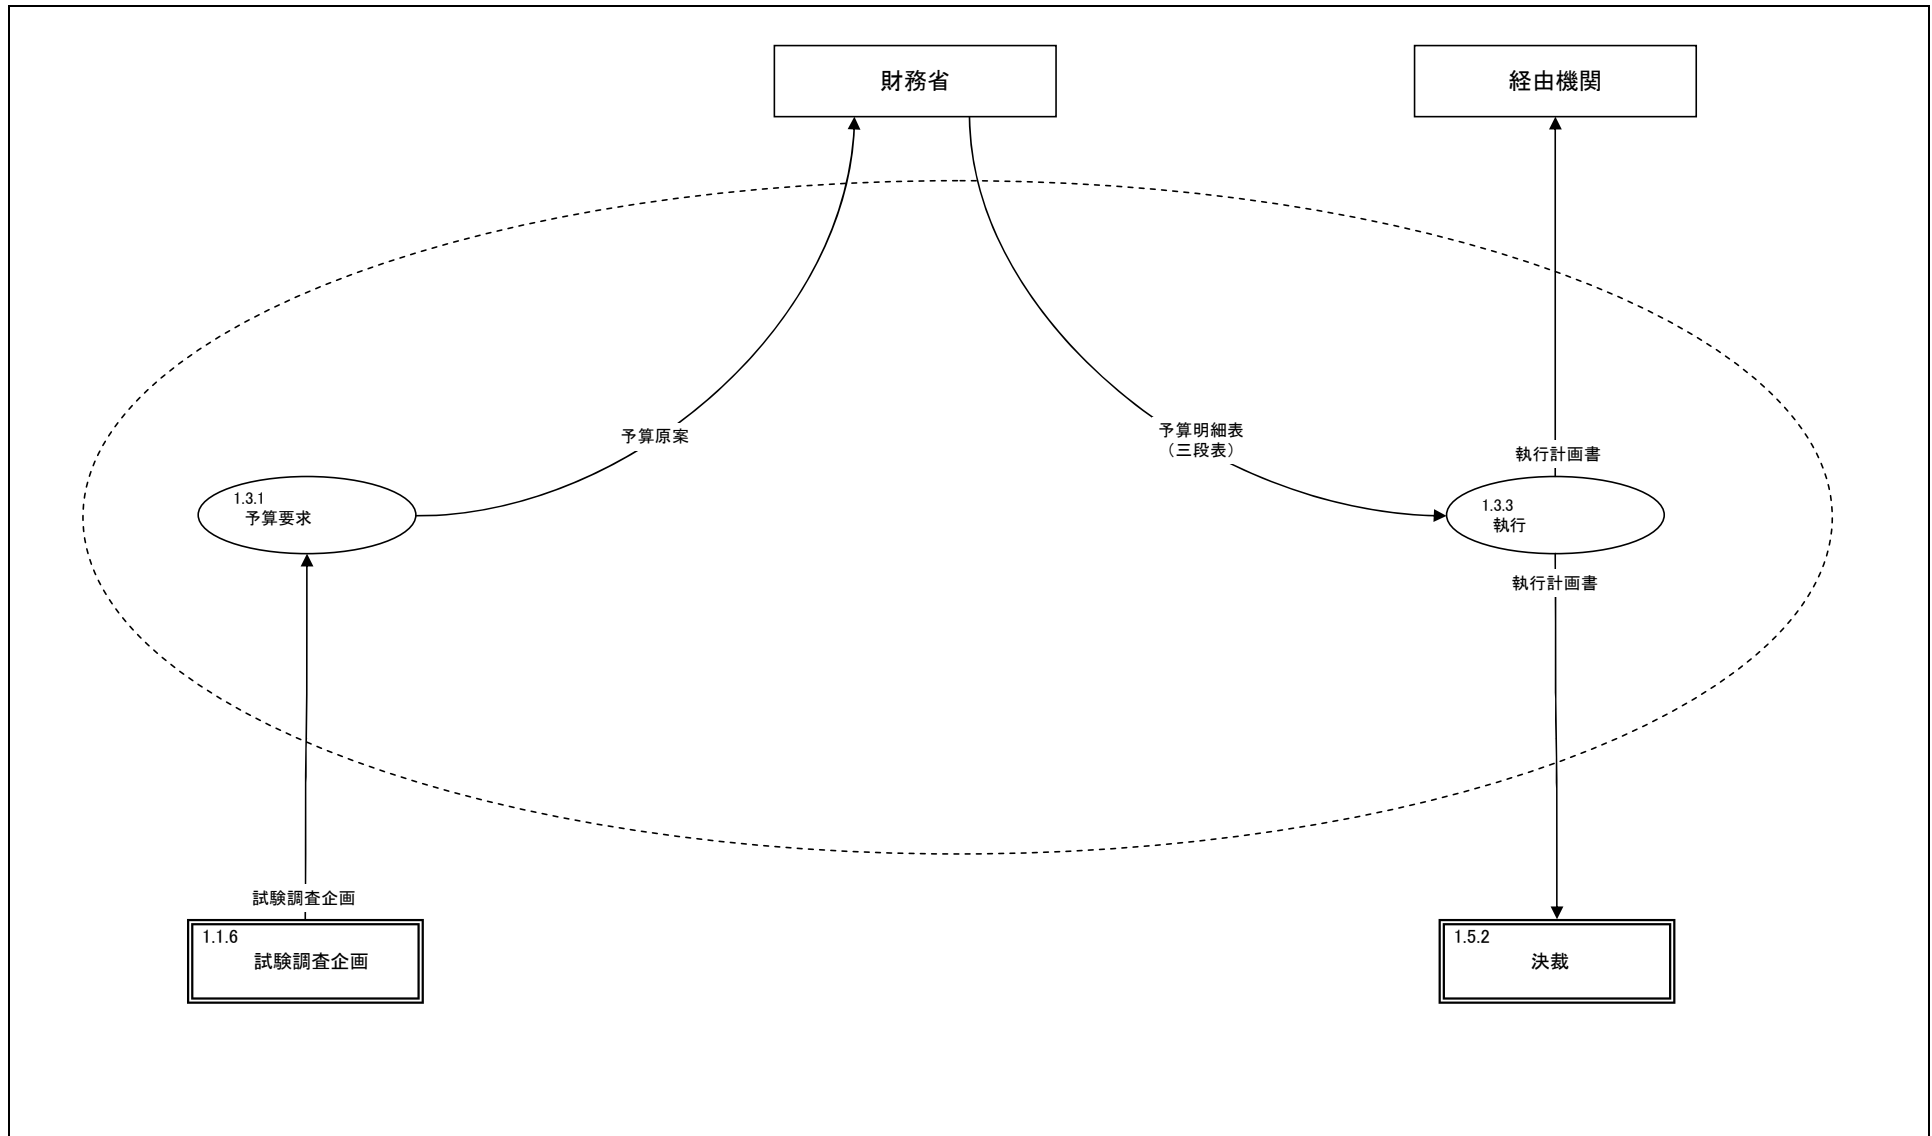 財務省
経由機関
予算原案
予算明細表
（三段表）
執行計画書
1.3.1
予算要求
1.3.3
執行
執行計画書
試験調査企画
1.1.6
試験調査企画
1.5.2
決裁